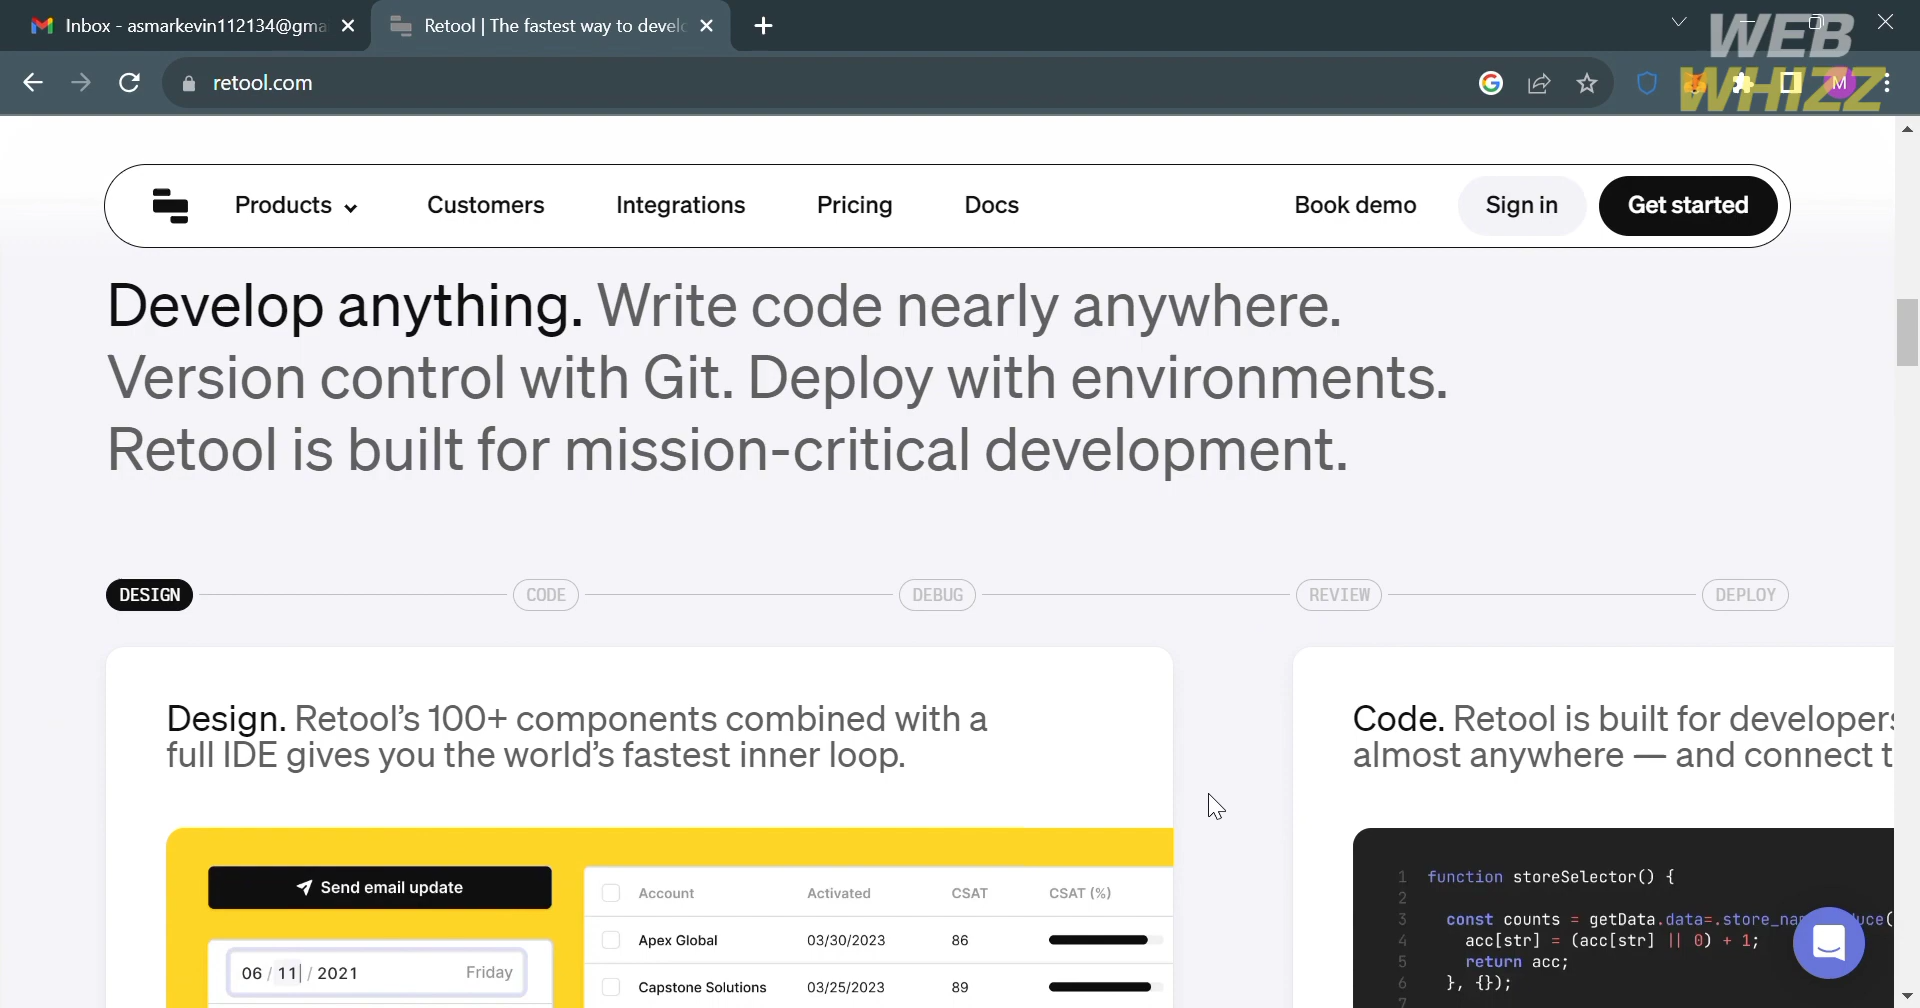 Inbox - asmarkevin112134@gma
Retool | The fastest way to develo
WEB
WHIZZ
retool.com
M
Products
Customers
Integrations
Pricing
Docs
Book demo
Sign in
Get started
Develop anything. Write code nearly anywhere.
Version control with Git. Deploy with environments.
Retool is built for mission-critical development.
DESIGN
CODE
DEBUG
REVIEW
DEPLOY
Design. Retool's 100+ components combined with a
full IDE gives you the world's fastest inner loop.
Send email update
06 / 11 / 2021 Friday
Account Activated CSAT CSAT (%)
Apex Global 03/30/2023 86
Capstone Solutions 03/25/2023 89
Code. Retool is built for developers
almost anywhere — and connect t
1 function storeSelector() {
2
3 const counts = getData.data=.store_na uce(
4 acc[str] = (acc[str] || 0) + 1;
5 return acc;
6 }, {});
7